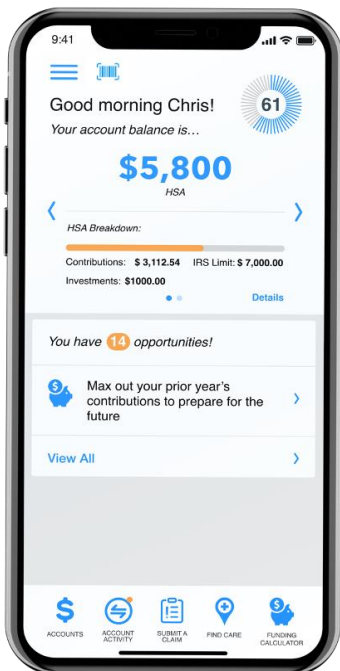 9:41
Good morning Chris!
61
Your account balance is...
$5,800
HSA
HSA Breakdown:
Contributions: $ 3,112.54 IRS Limit: $ 7,000.00
Investments: $1000.00
Details
You have 14 opportunities!
Max out your prior year's
contributions to prepare for the
future
View All
ACCOUNTS
ACCOUNT
ACTIVITY
SUBMIT A
CLAIM
FIND CARE
FUNDING
CALCULATOR